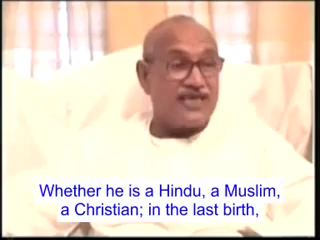 Whether he is a Hindu, a Muslim,
a Christian; in the last birth,